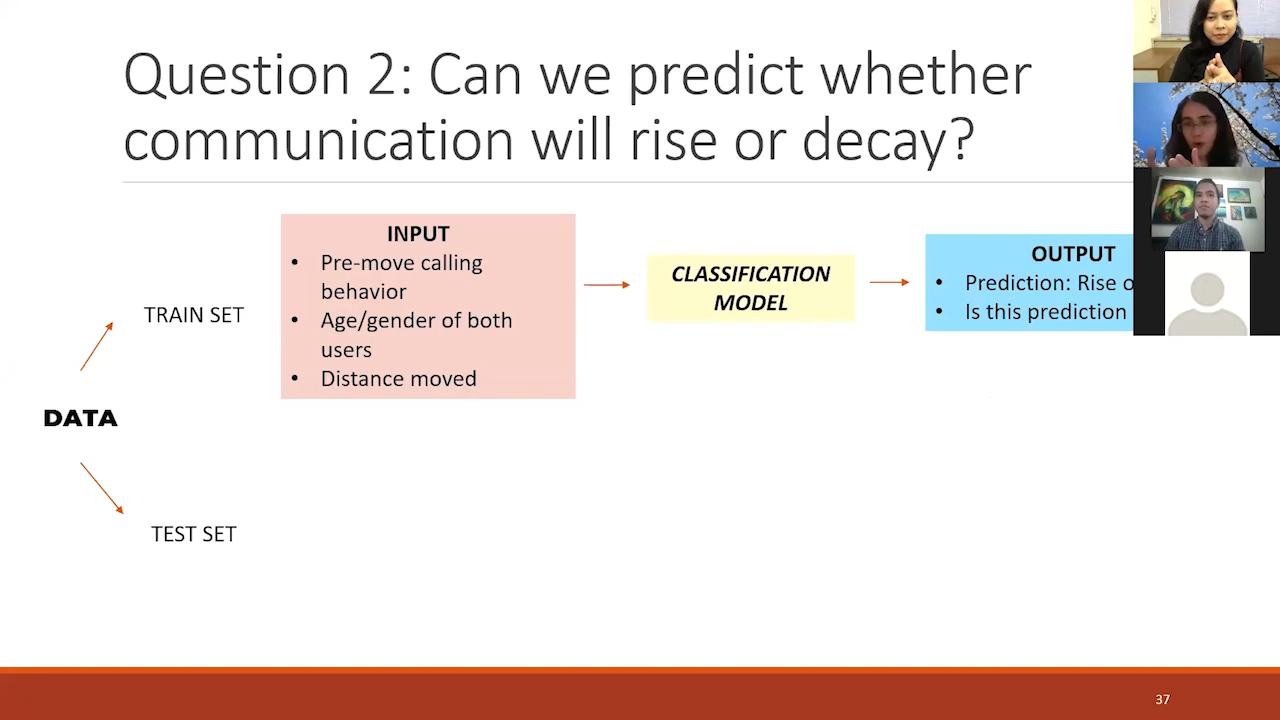 Question 2: Can we predict whether
communication will rise or decay?
INPUT
• Pre-move calling
behavior
• Age/gender of both
users
• Distance moved
CLASSIFICATION
MODEL
OUTPUT
• Prediction: Rise
• Is this prediction
TRAIN SET
DATA
TEST SET
37